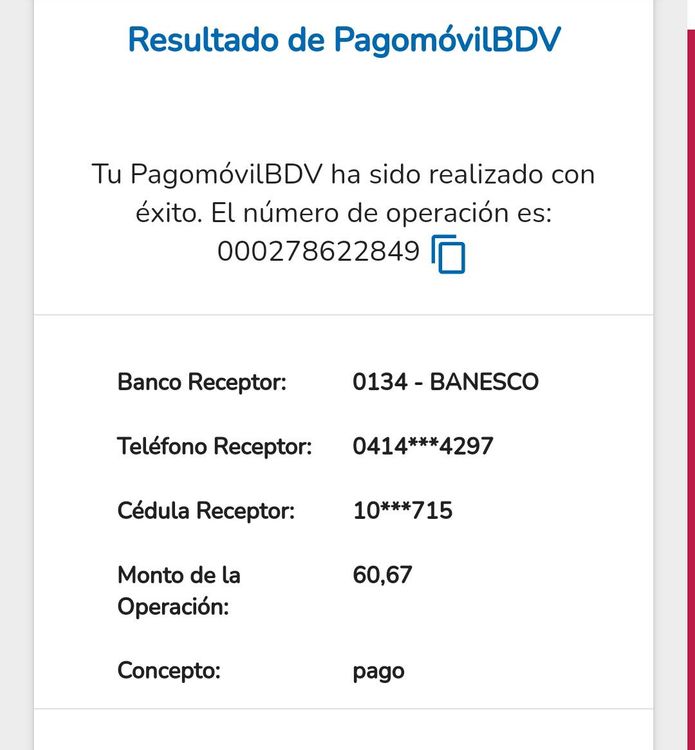 Resultado de PagomóvilBDV
Tu PagomóvilBDV ha sido realizado con
éxito. El número de operación es:
000278622849
Banco Receptor: 0134 - BANESCO
Teléfono Receptor: 0414***4297
Cédula Receptor: 10***715
Monto de la
Operación: 60,67
Concepto: pago